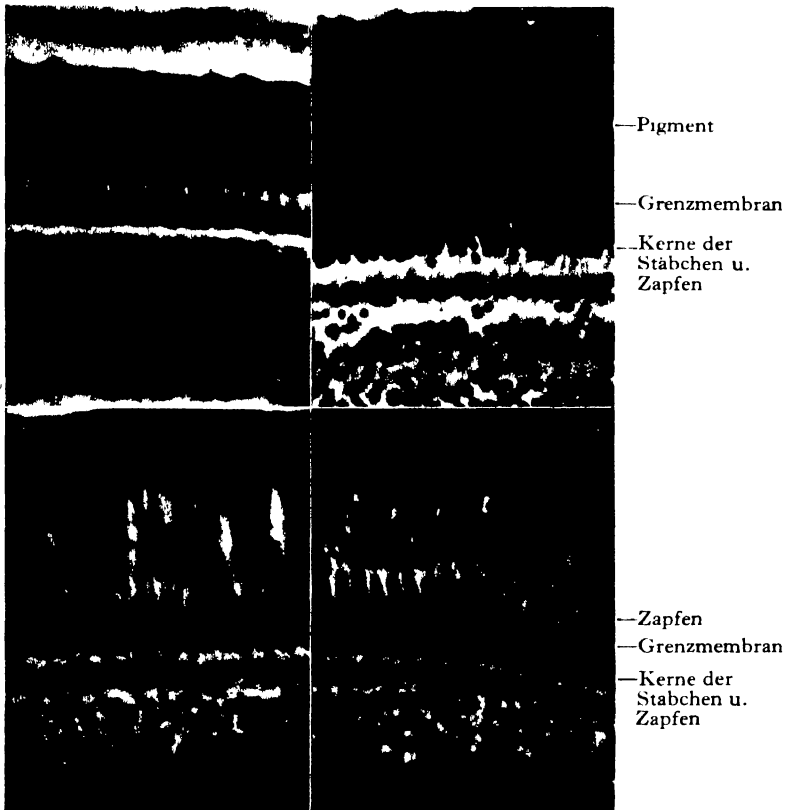 Pigment
Grenzmembran
Kerne der
Stäbchen u.
Zapfen
Zapfen
Grenzmembran
Kerne der
Stäbchen u.
Zapfen